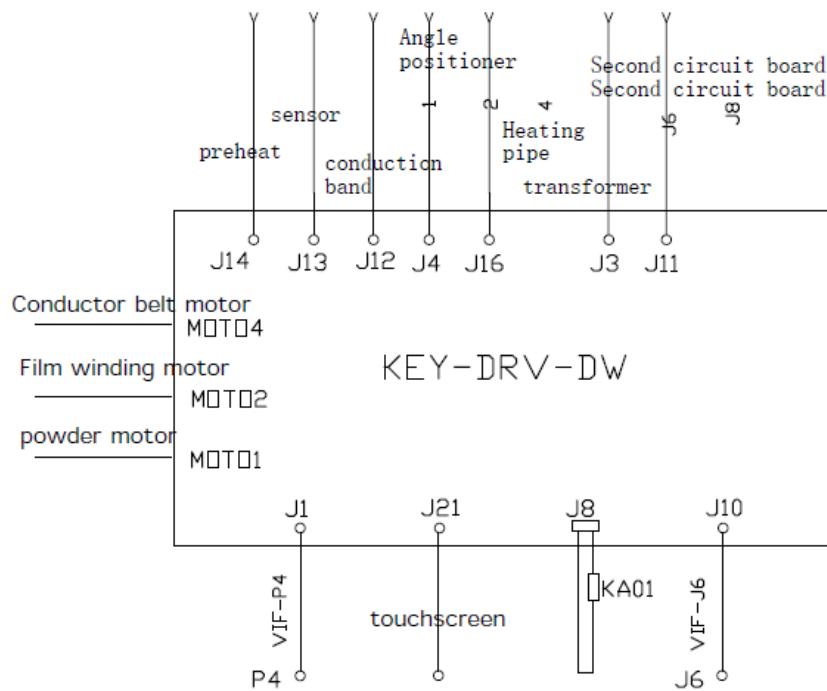 Angle
positioner
Second circuit board
Second circuit board
1
2
4
J6
J8
sensor
Heating
pipe
preheat
conduction
band
transformer
J14
J13
J12
J4
J16
J3
J11
Conductor belt motor
MOTO4
Film winding motor
KEY-DRV-DW
MOTO2
powder motor
MOTO1
J1
J21
J8
J10
VIF-P4
KA01
VIF-J6
touchscreen
P4
J6